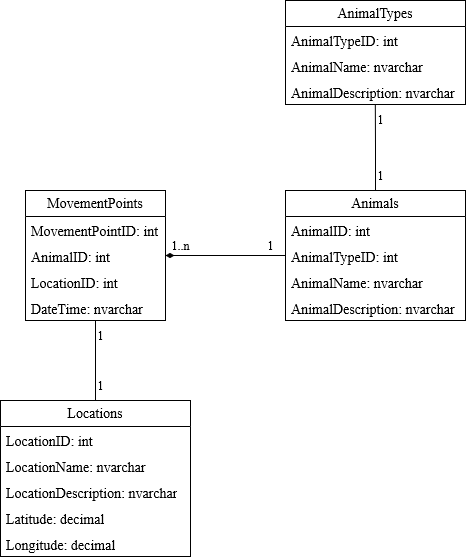 AnimalTypes
AnimalTypeID: int
AnimalName: nvarchar
AnimalDescription: nvarchar
1
1
MovementPoints
MovementPointID: int
AnimalID: int
LocationID: int
DateTime: nvarchar
1..n
1
Animals
AnimalID: int
AnimalTypeID: int
AnimalName: nvarchar
AnimalDescription: nvarchar
1
1
Locations
LocationID: int
LocationName: nvarchar
LocationDescription: nvarchar
Latitude: decimal
Longitude: decimal